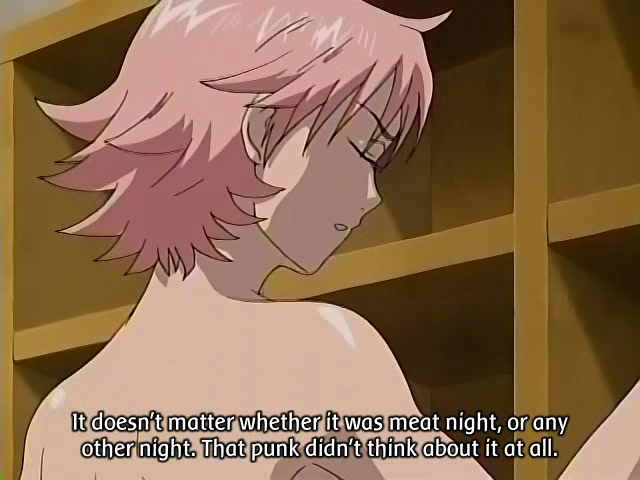 It doesn't matter whether it was meat night, or any
other night. That punk didn't think about it at all.